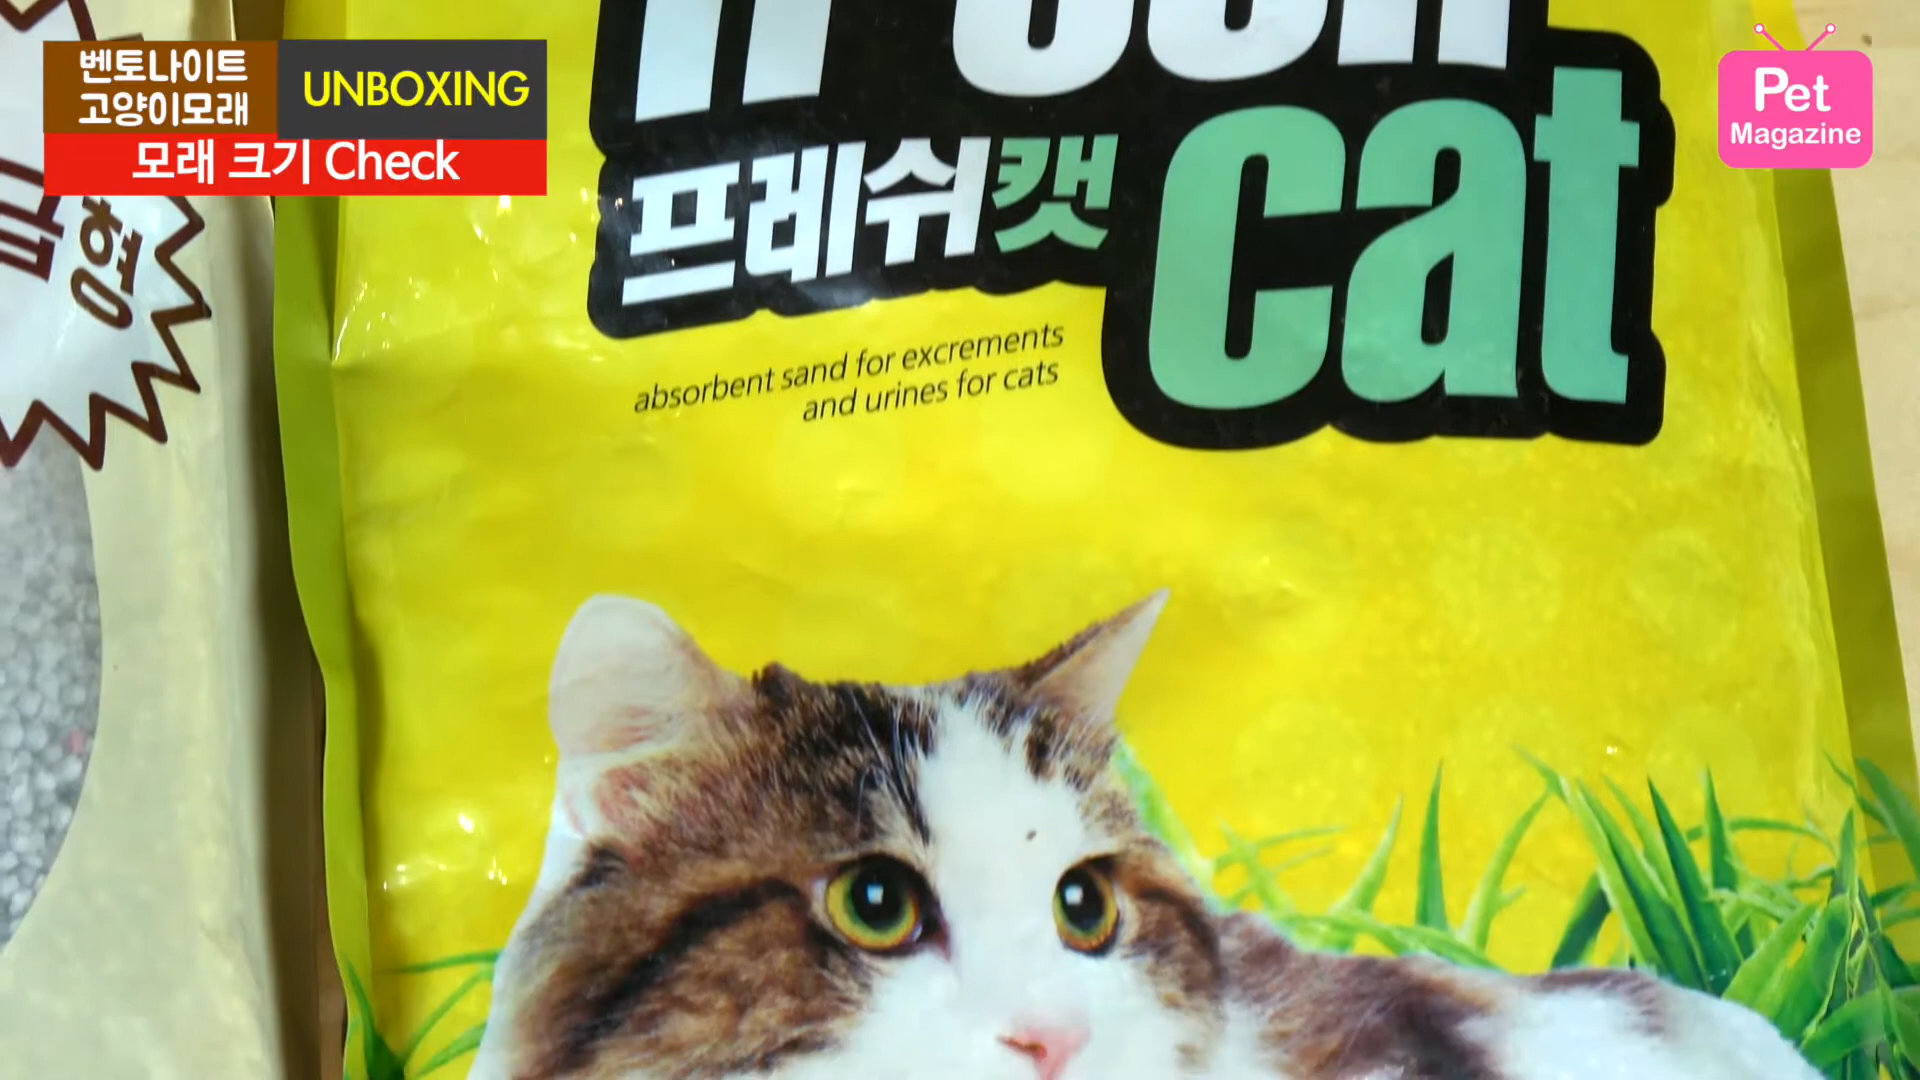 벤토나이트
고양이모래
UNBOXING
모래 크기 Check
Pet
Magazine
프레쉬캣
cat
absorbent sand for excrements
and urines for cats
형